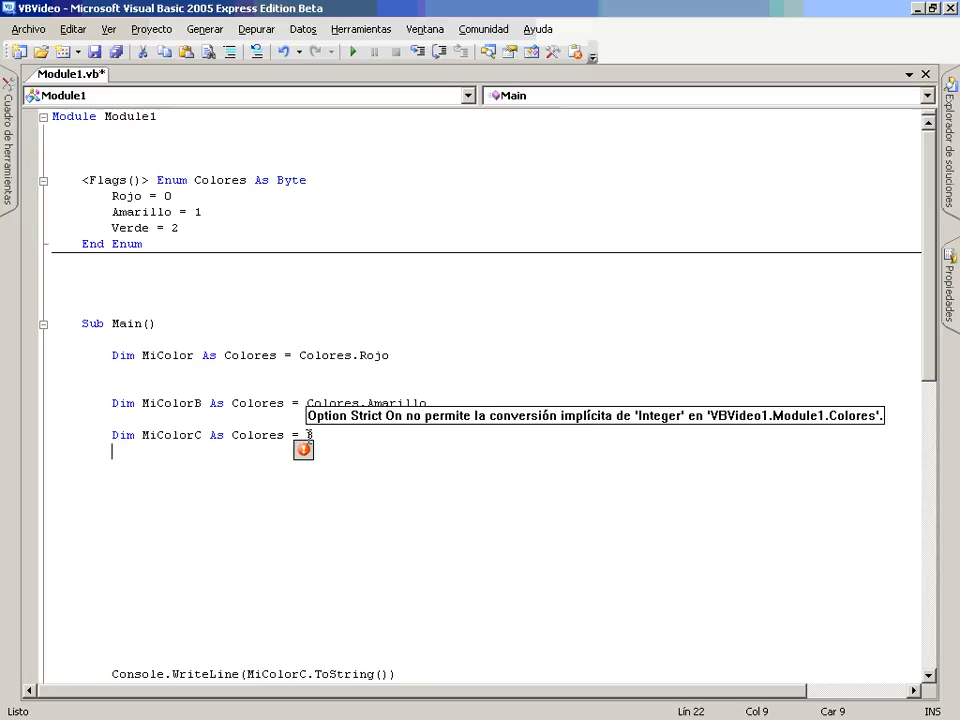 VBVideo - Microsoft Visual Basic 2005 Express Edition Beta
Archivo Editar Ver Proyecto Generar Depurar Datos Herramientas Ventana Comunidad Ayuda
Module1.vb*
Module1
Main
Cuadro de herramientas
Explorador de soluciones
Propiedades
Module Module1
<Flags()> Enum Colores As Byte
Rojo = 0
Amarillo = 1
Verde = 2
End Enum
Sub Main()
Dim MiColor As Colores = Colores.Rojo
Dim MiColorB As Colores = Colores.Amarillo
Option Strict On no permite la conversión implícita de 'Integer' en 'VBVideo1.Module1.Colores'.
Dim MiColorC As Colores =
Console.WriteLine(MiColorC.ToString())
Listo Lín 22 Col 9 Car 9 INS